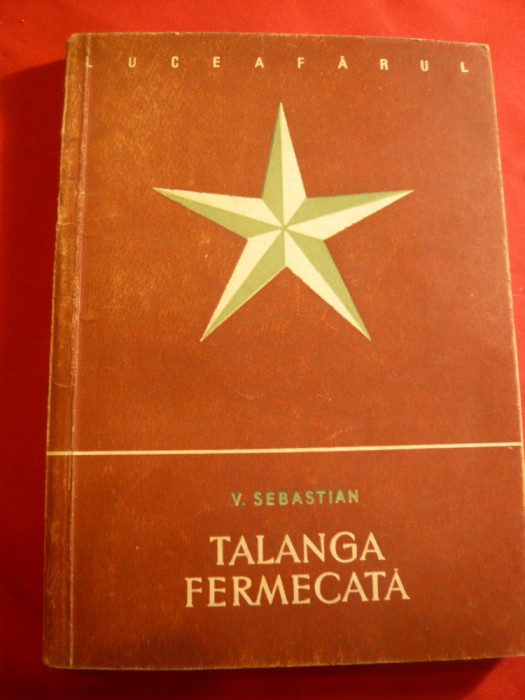 LUCEAFĂRUL
V. SEBASTIAN
TALANGA
FERMECATĂ